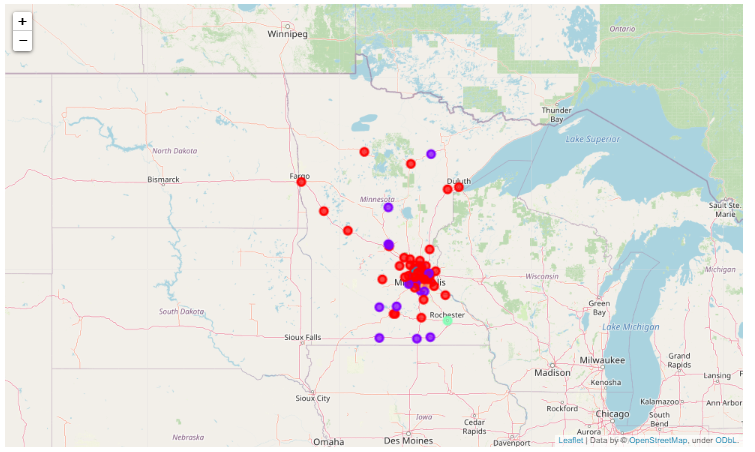 +
−
Winnipeg
Ontario
Thunder
Bay
Lake Superior
North Dakota
Fargo
Duluth
Bismarck
Minnesota
Sault Ste.
Marie
Michigan
Wisconsin
Green
Bay
South Dakota
Rochester
Lake Michigan
Sioux Falls
Milwaukee
Grand
Rapids
Madison
Kenosha
Lansing
Sioux City
Rockford
Kalamazoo
Ann Arbor
Chicago
South
Bend
Iowa
Cedar
Rapids
Aurora
Nebraska
Omaha
Des Moines
Davenport
Leaflet | Data by © OpenStreetMap, under ODbL.